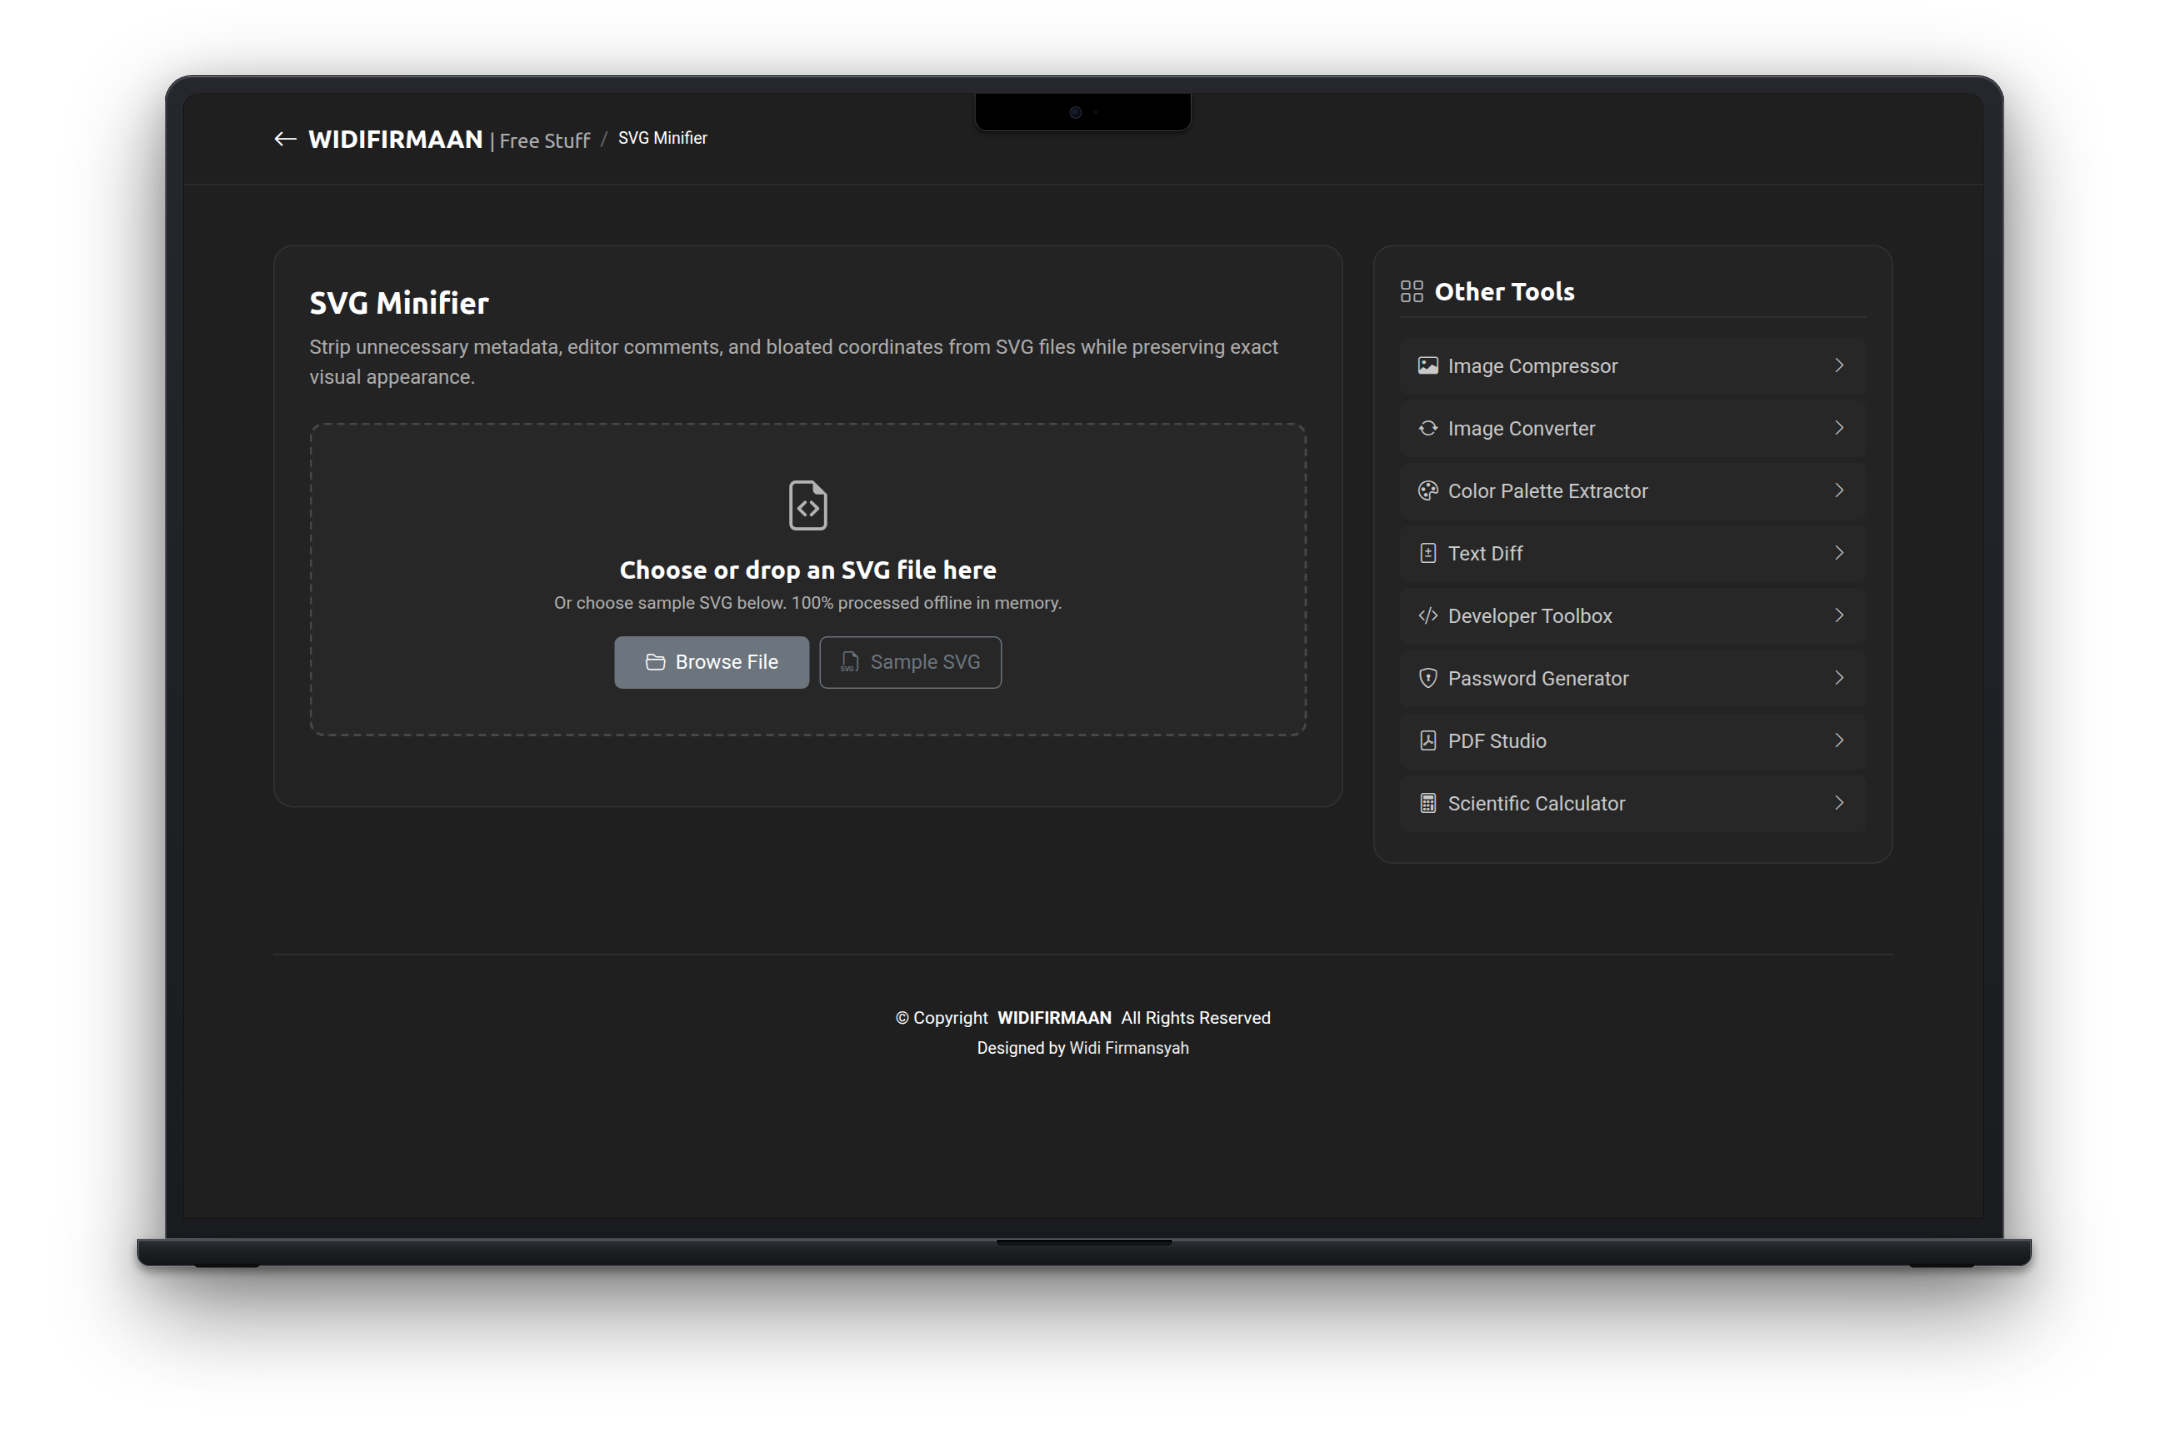 WIDIFIRMAAN | Free Stuff / SVG Minifier
SVG Minifier
Strip unnecessary metadata, editor comments, and bloated coordinates from SVG files while preserving exact
visual appearance.
Choose or drop an SVG file here
Or choose sample SVG below. 100% processed offline in memory.
Browse File
SVG Sample SVG
Other Tools
Image Compressor
Image Converter
Color Palette Extractor
Text Diff
Developer Toolbox
Password Generator
PDF Studio
Scientific Calculator
© Copyright WIDIFIRMAAN All Rights Reserved
Designed by Widi Firmansyah